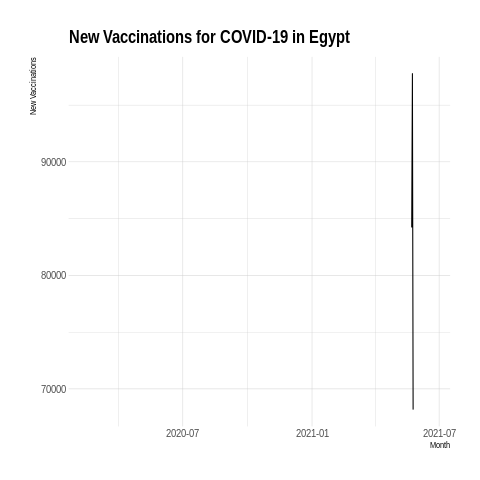 New Vaccinations for COVID-19 in Egypt
New Vaccinations
90000
80000
70000
2020-07
2021-01
2021-07
Month